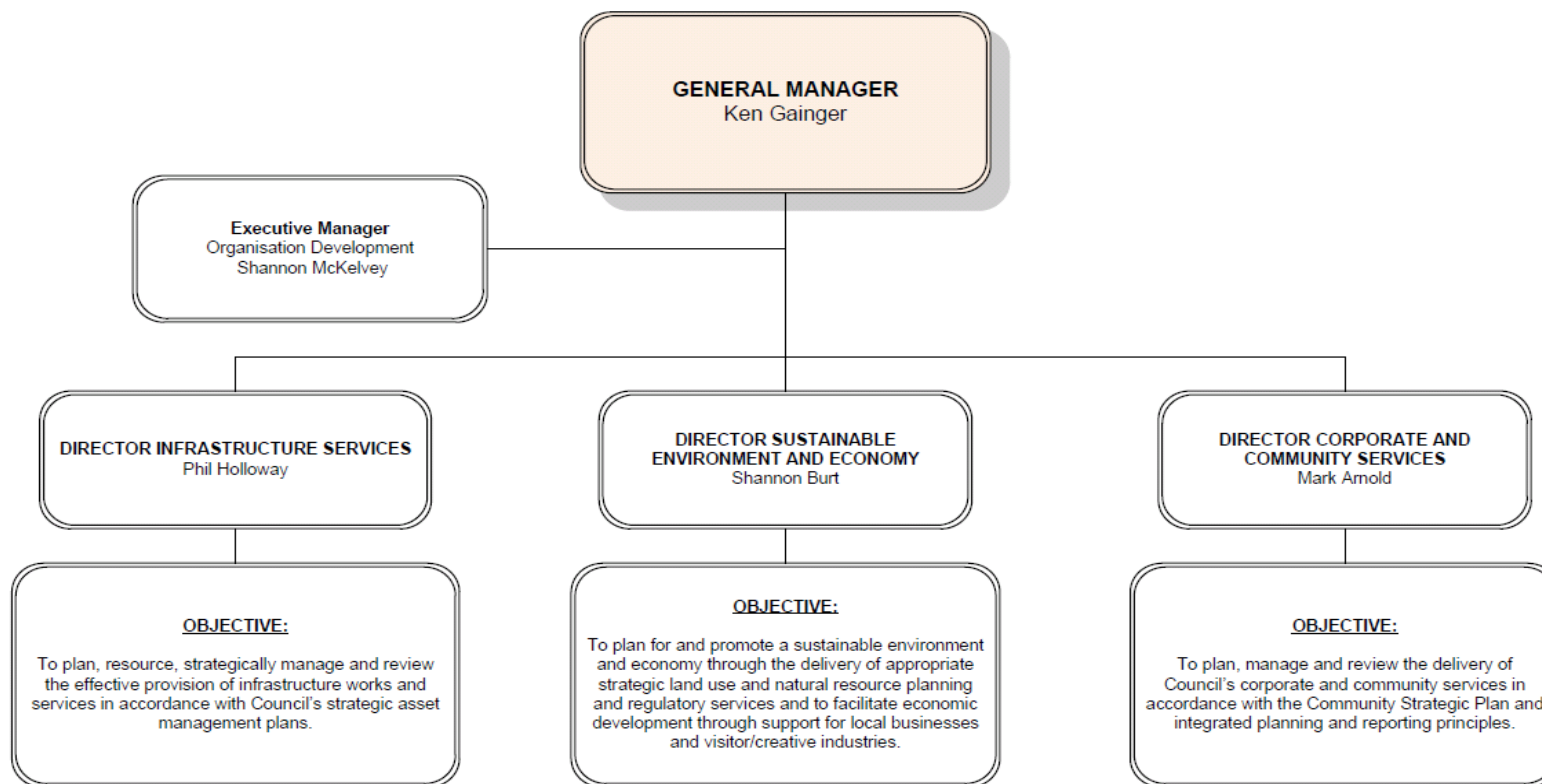 GENERAL MANAGER
Ken Gainger
Executive Manager
Organisation Development
Shannon McKelvey
DIRECTOR INFRASTRUCTURE SERVICES
Phil Holloway
DIRECTOR SUSTAINABLE
ENVIRONMENT AND ECONOMY
Shannon Burt
DIRECTOR CORPORATE AND
COMMUNITY SERVICES
Mark Arnold
OBJECTIVE:
To plan, resource, strategically manage and review
the effective provision of infrastructure works and
services in accordance with Council's strategic asset
management plans.
OBJECTIVE:
To plan for and promote a sustainable environment
and economy through the delivery of appropriate
strategic land use and natural resource planning
and regulatory services and to facilitate economic
development through support for local businesses
and visitor/creative industries.
OBJECTIVE:
To plan, manage and review the delivery of
Council's corporate and community services in
accordance with the Community Strategic Plan and
integrated planning and reporting principles.